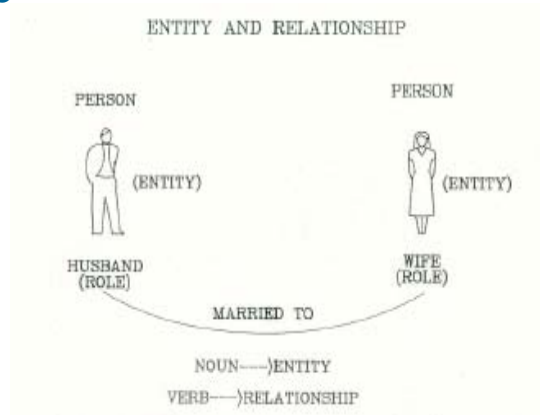 ENTITY AND RELATIONSHIP
PERSON
PERSON
(ENTITY)
(ENTITY)
HUSBAND
(ROLE)
WIFE
(ROLE)
MARRIED TO
NOUN---)ENTITY
VERB---)RELATIONSHIP